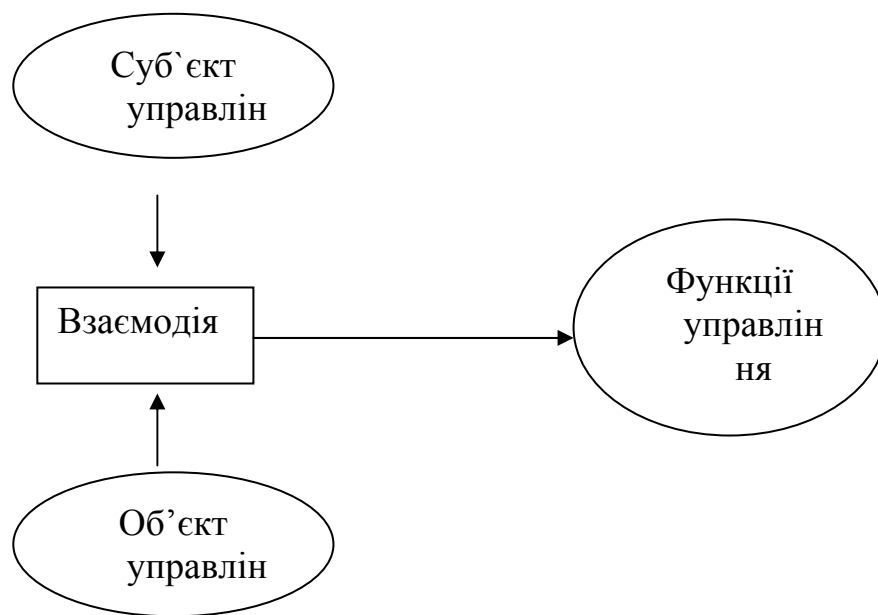 Суб`єкт
управлін
Взаємодія
Функції
управлін
ня
Об’єкт
управлін